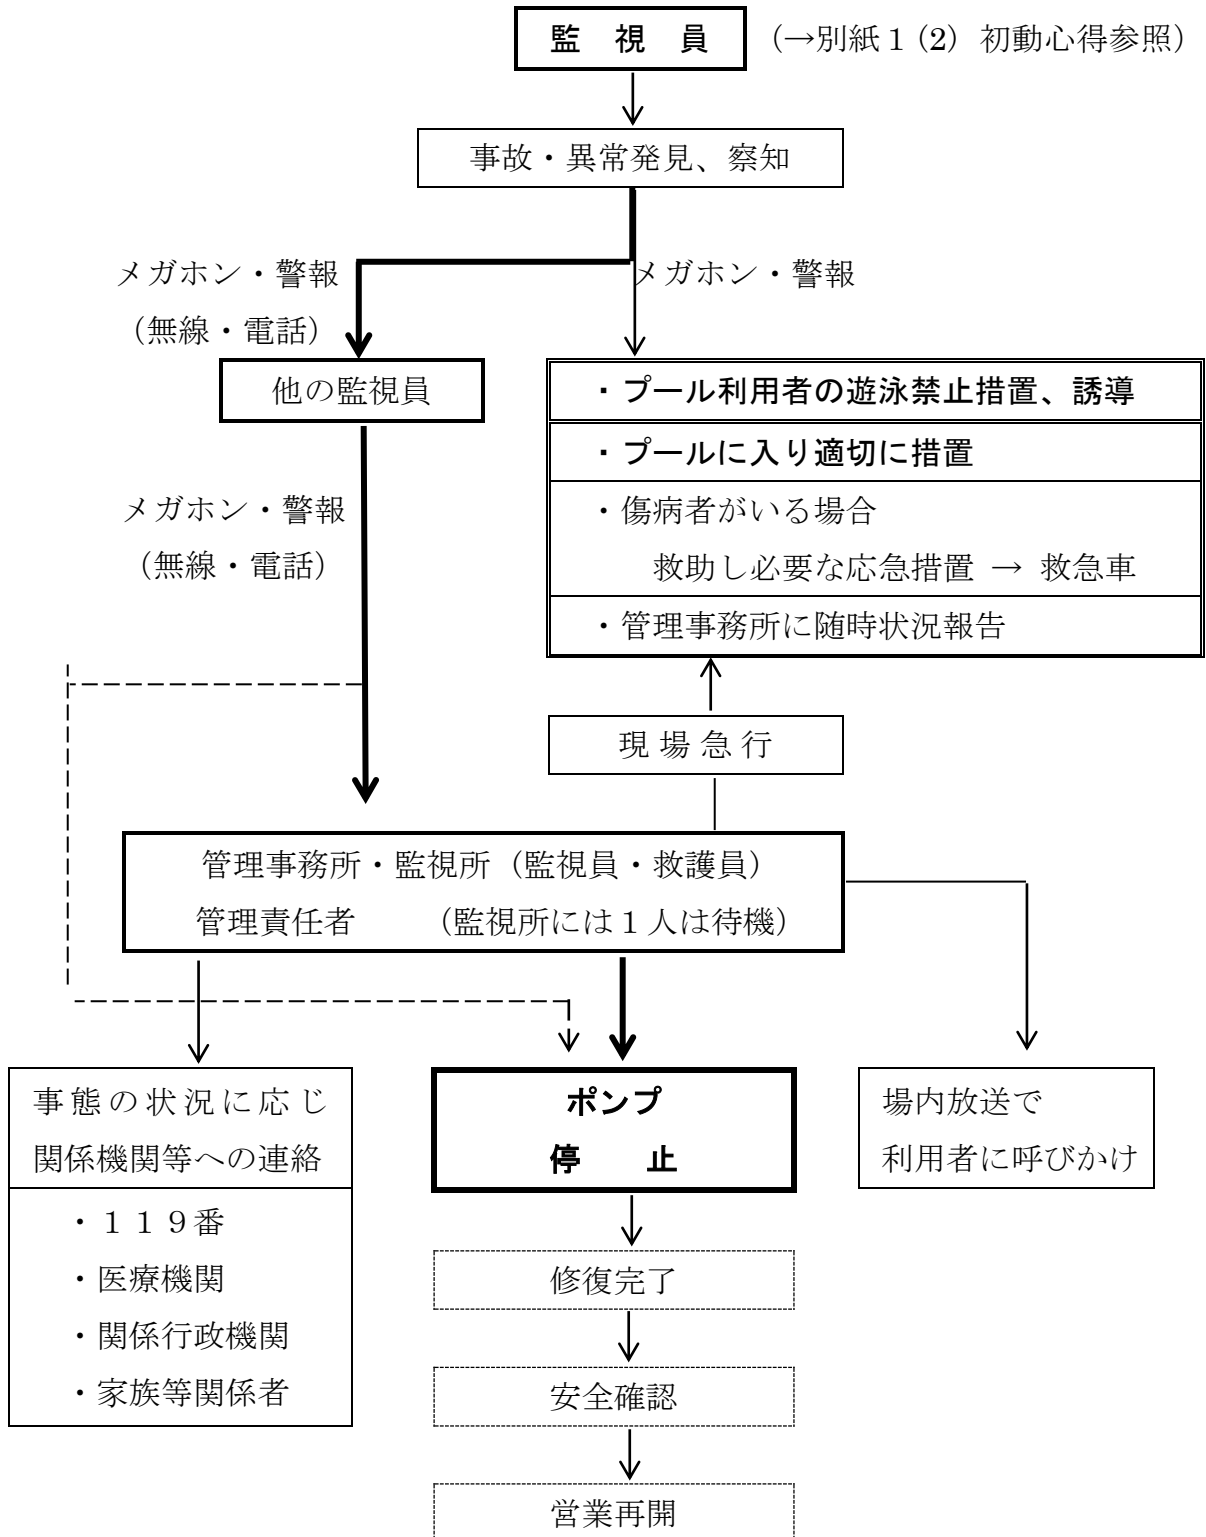 監　視　員　（→別紙１(2) 初動心得参照）
事故・異常発見、察知
メガホン・警報
（無線・電話）
メガホン・警報
他の監視員
・プール利用者の遊泳禁止措置、誘導
・プールに入り適切に措置
・傷病者がいる場合
救助し必要な応急措置 → 救急車
・管理事務所に随時状況報告
メガホン・警報
（無線・電話）
現 場 急 行
管理事務所・監視所（監視員・救護員）
管理責任者　　（監視所には１人は待機）
事態の状況に応じ
関係機関等への連絡
・１１９番
・医療機関
・関係行政機関
・家族等関係者
ポンプ
停　　止
場内放送で
利用者に呼びかけ
修復完了
安全確認
営業再開